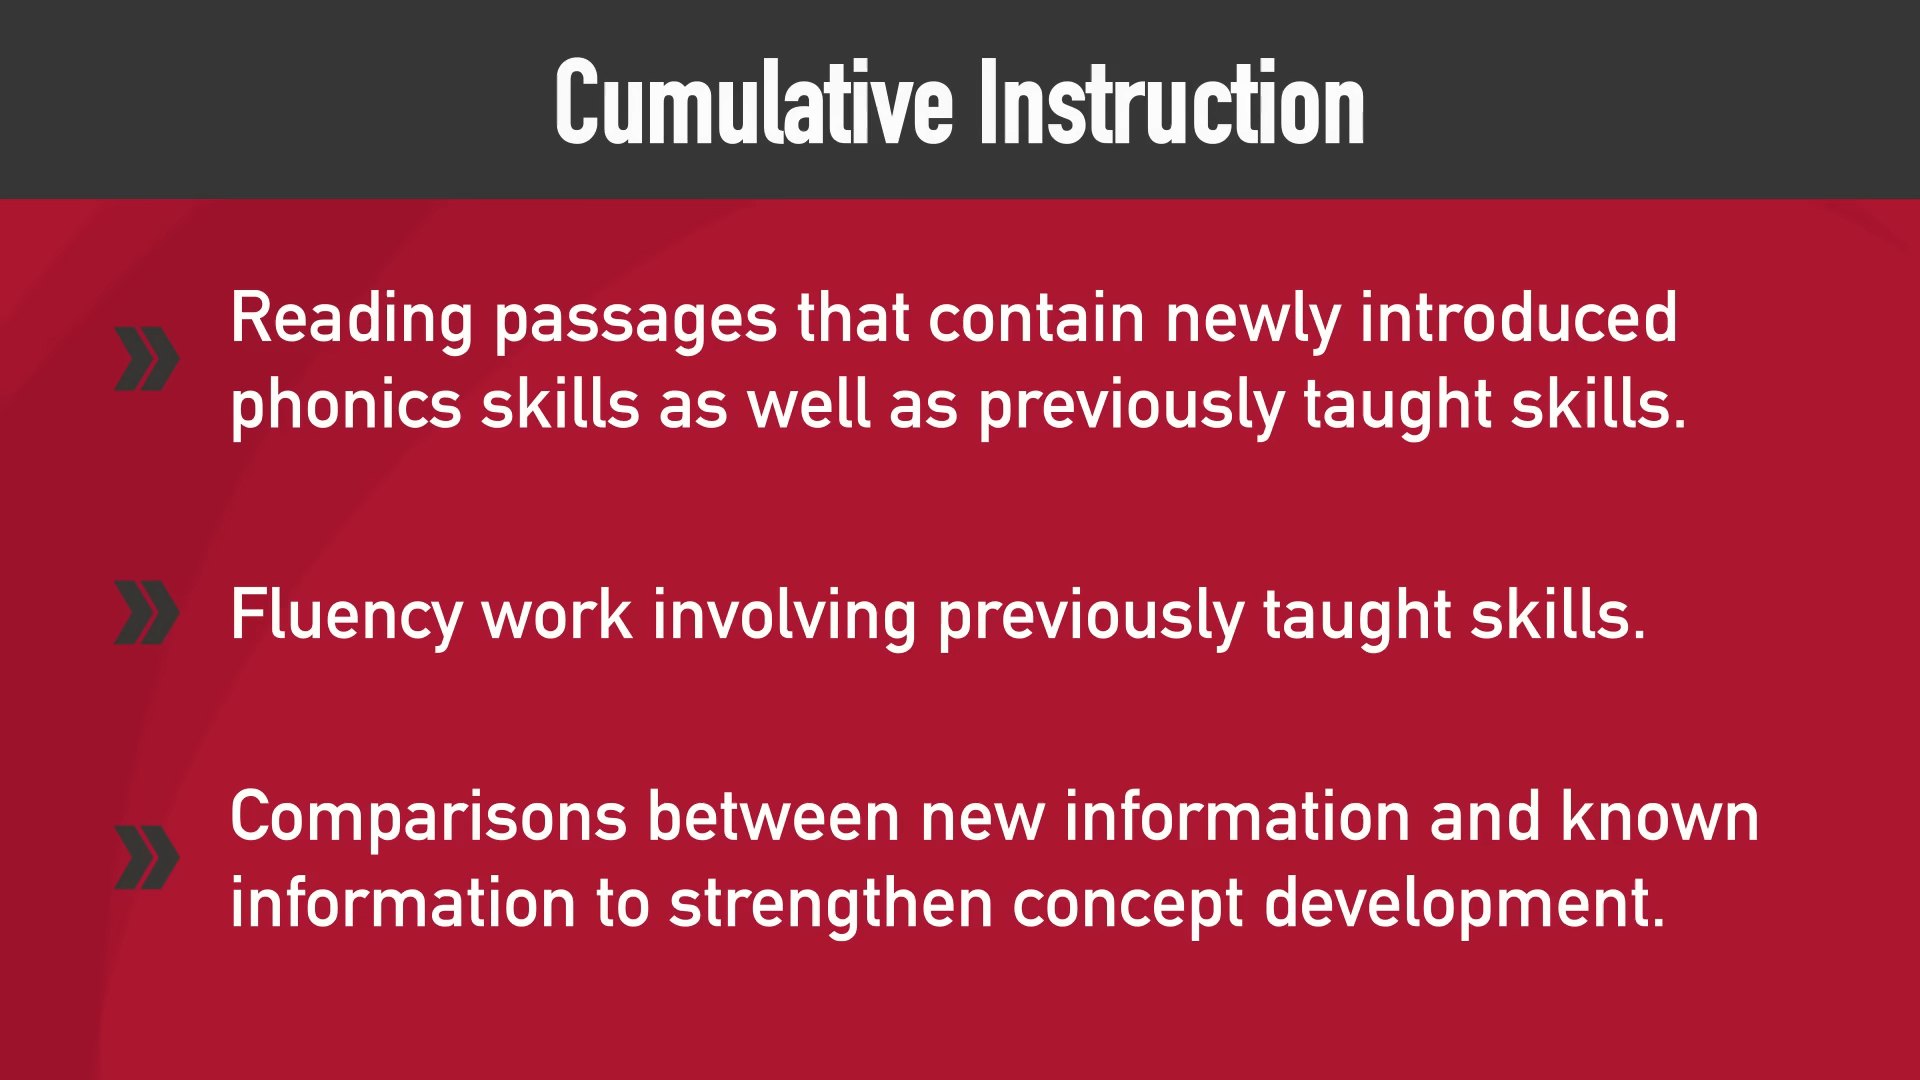 Cumulative Instruction
Reading passages that contain newly introduced
phonics skills as well as previously taught skills.
Fluency work involving previously taught skills.
Comparisons between new information and known
information to strengthen concept development.